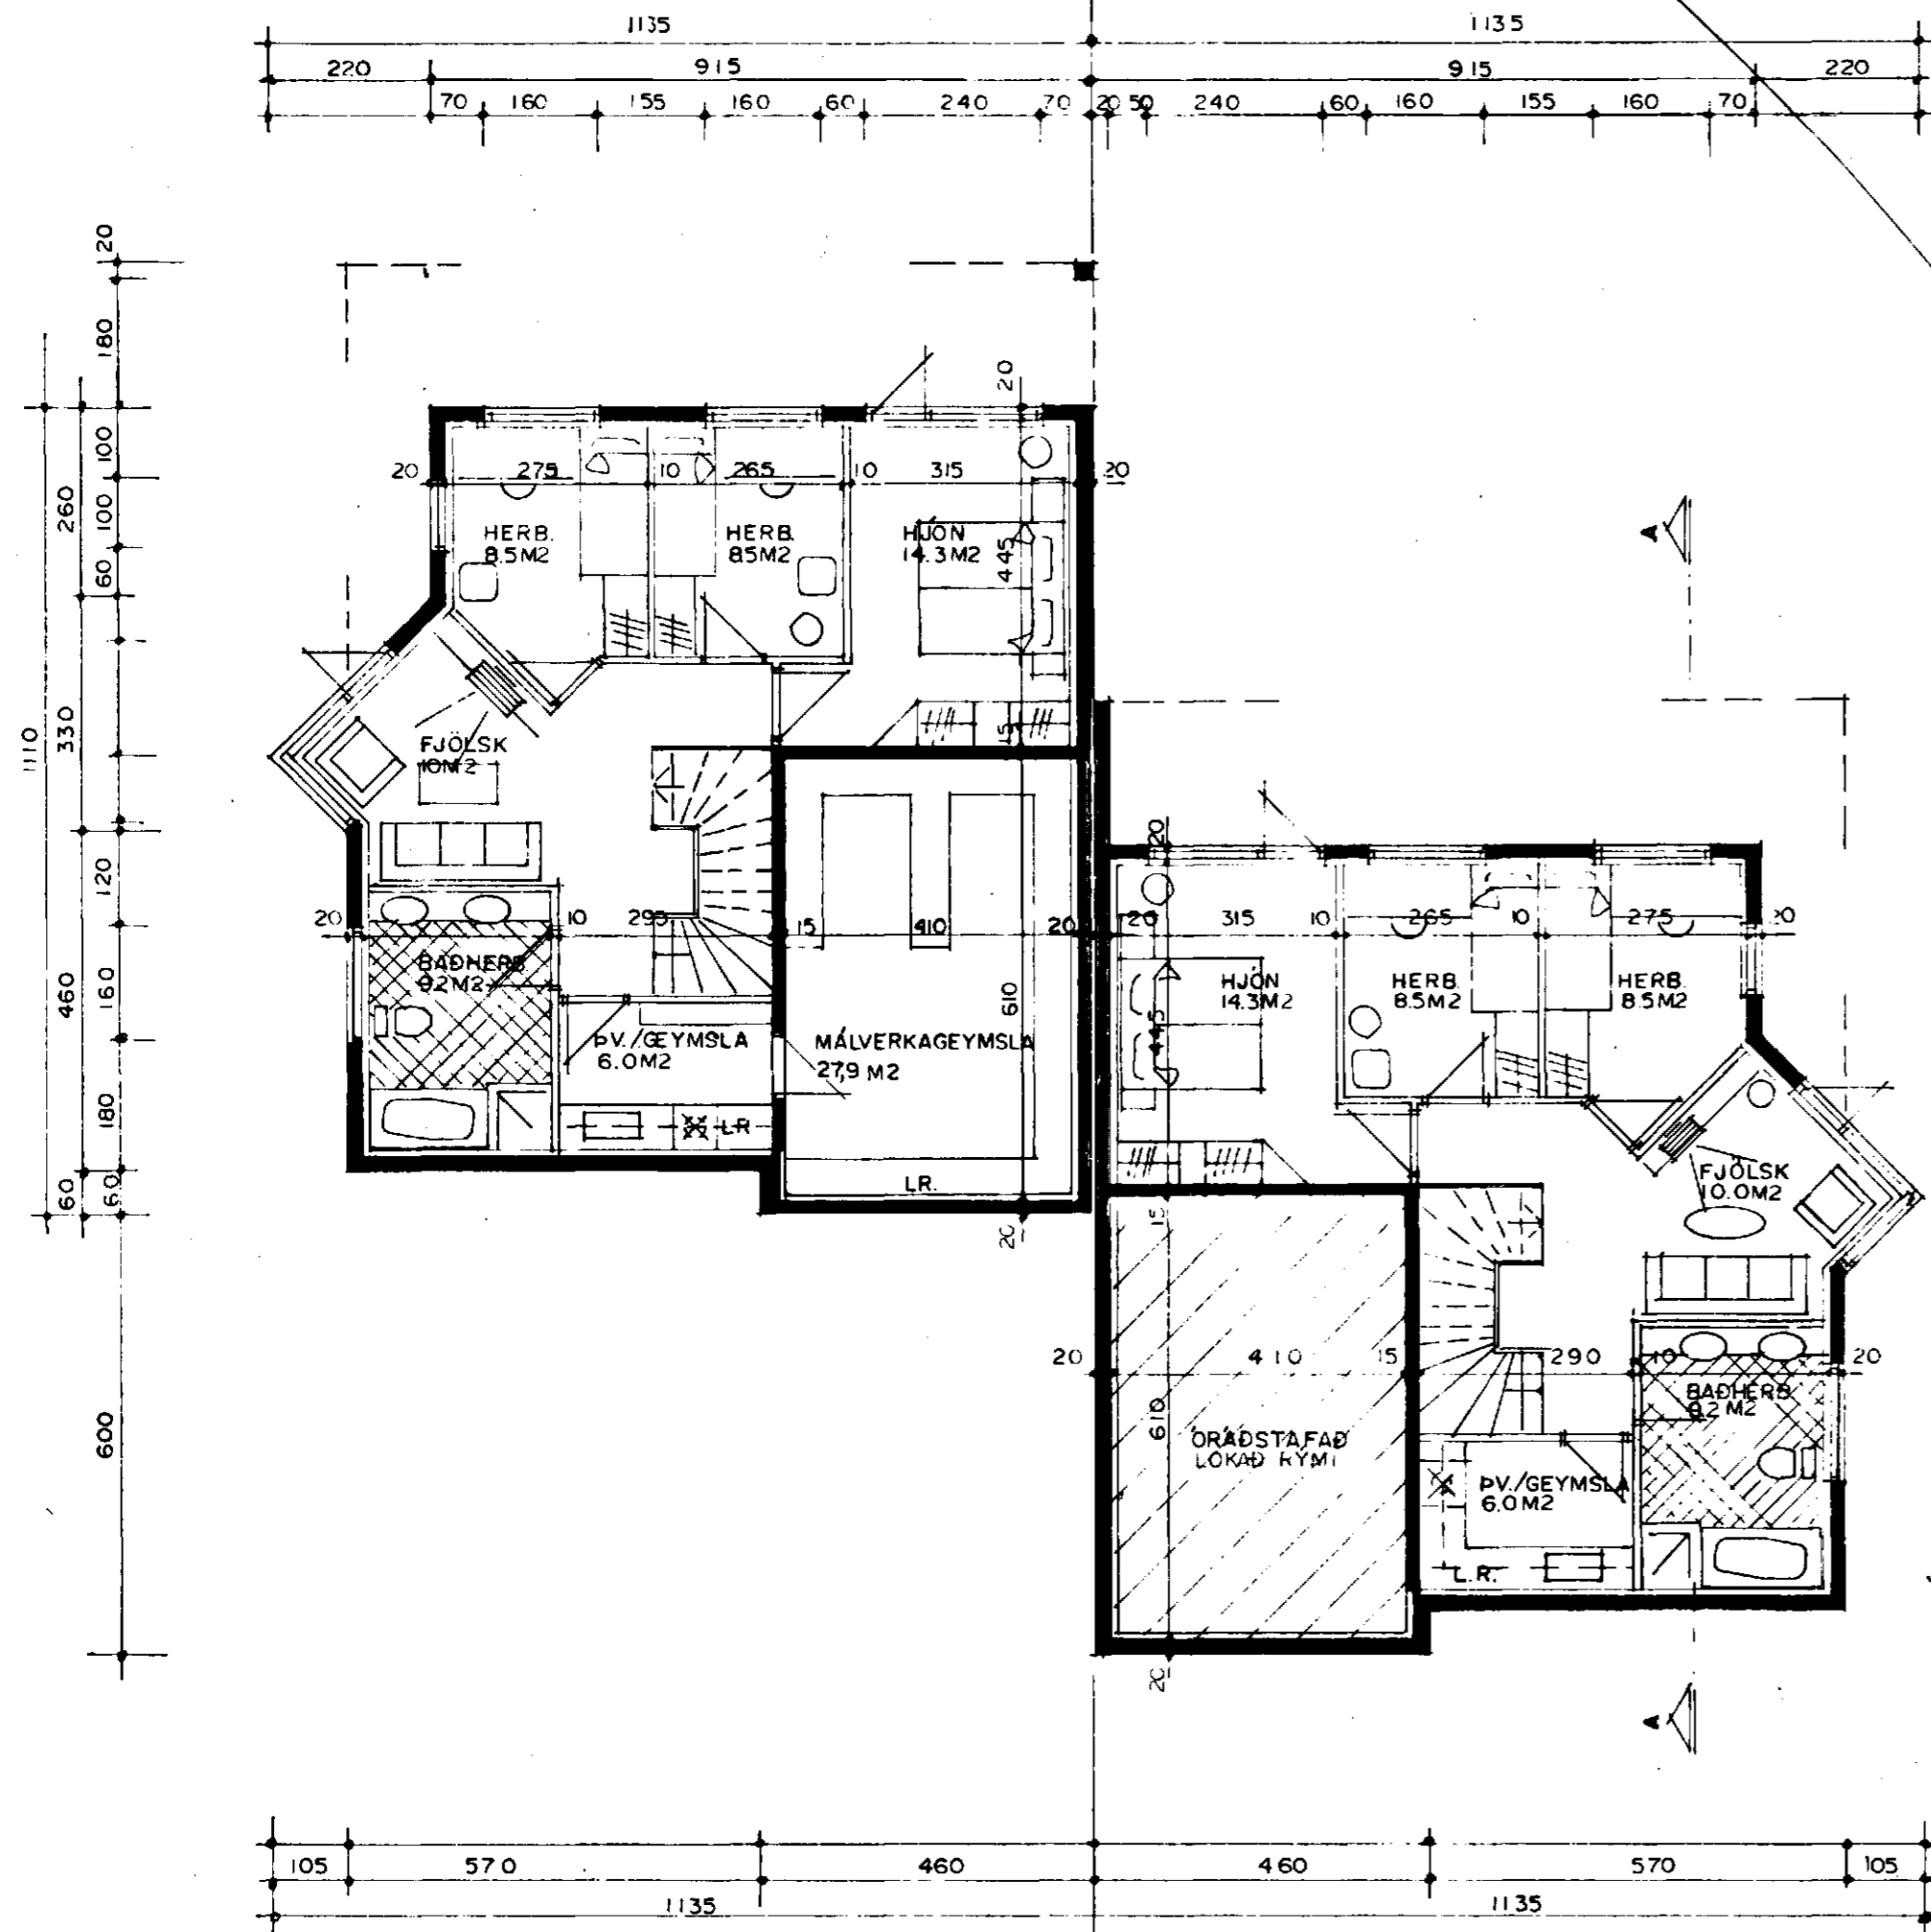 1135 1135
220 915 915 220
70 160 155 160 60 240 70 20 50 240 60 160 155 160 70
20
180
100
100
60
260
330
1110
120
460
160
180
60
60
600
20
20 275 10 265 10 315 20
HERB.
8.5M2
HERB.
85M2
HJÓN
14.3M2
445
15
FJÖLSK
10M2
20 10 295 15 410 20
BAÐHERB
9.2M2
610
ÞV./GEYMSLA
6.0M2
MÁLVERKAGEYMSLA
27,9 M2
LR
LR.
20
A
20
20 315 10 265 10 275 20
HJÓN
14.3M2
HERB.
8.5M2
HERB.
8.5M2
445
FJÖLSK
10.0M2
15
20 410 15 290 10 20
610
BAÐHERB
9.2 M2
ÓRÁÐSTAFAÐ
LOKAÐ RÝMI
ÞV./GEYMSLA
6.0M2
L.R.
20
A
105 570 460 460 570 105
1135 1135